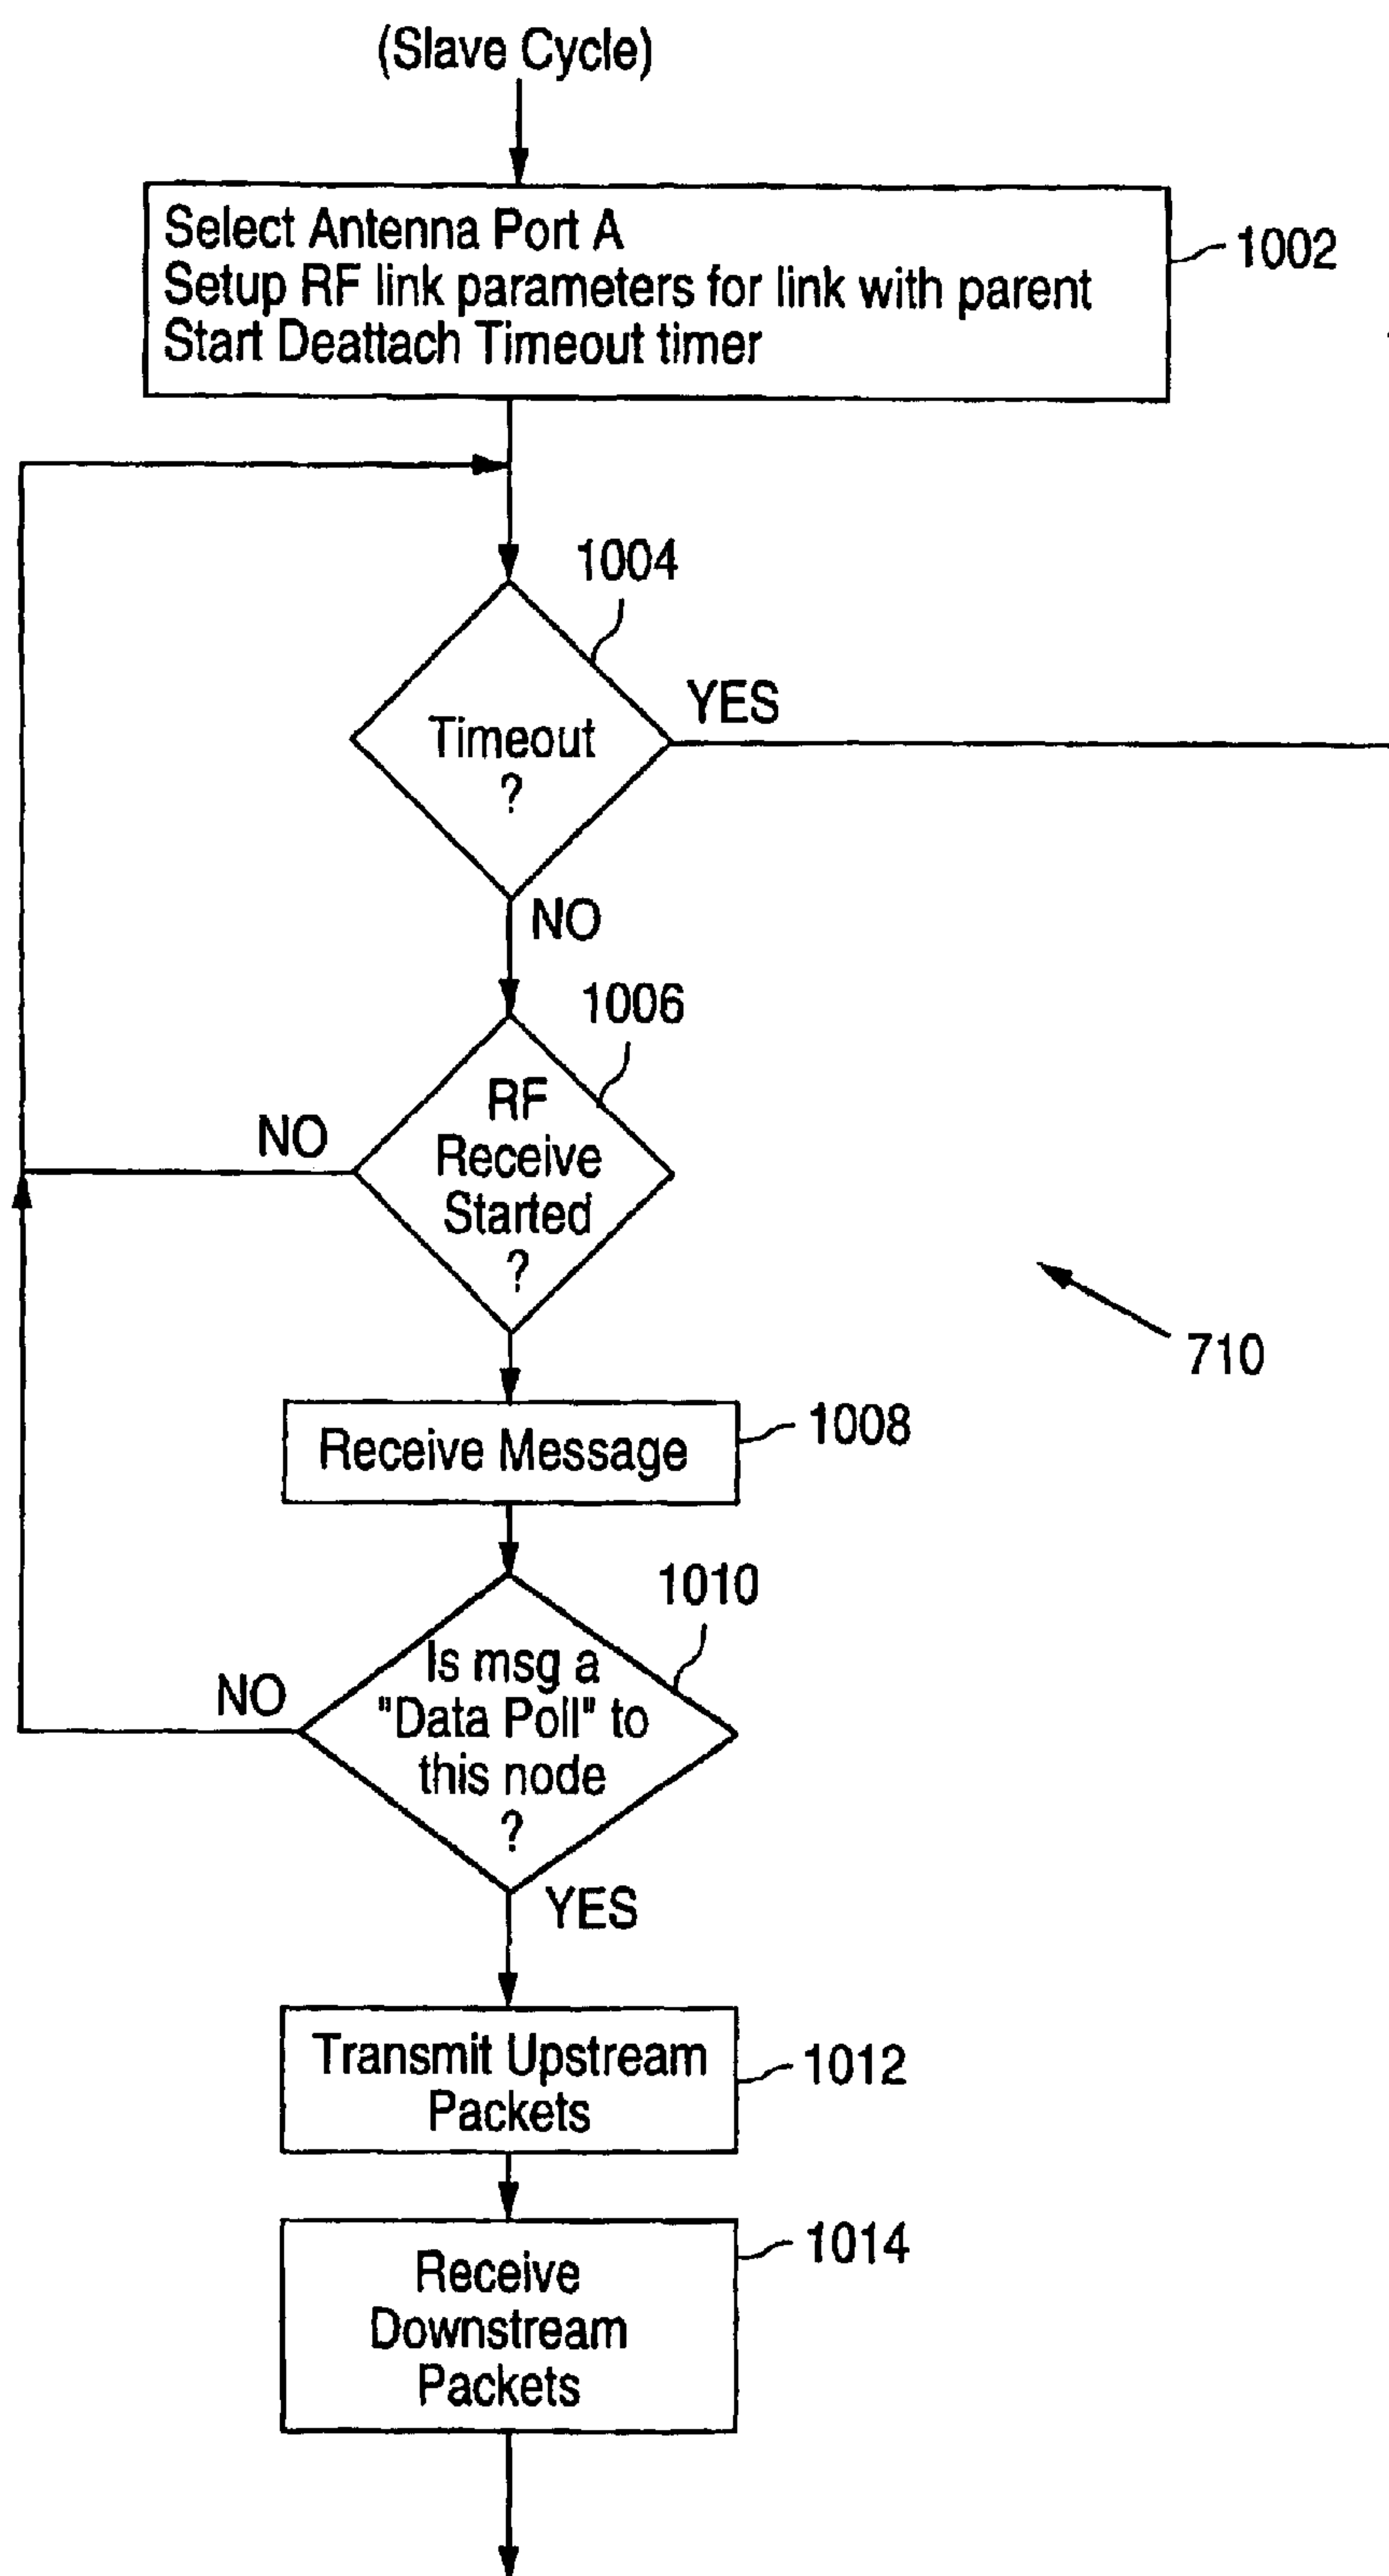 (Slave Cycle)
Select Antenna Port A
Setup RF link parameters for link with parent
Start Deattach Timeout timer
1002
1004
Timeout
?
YES
NO
1006
RF
Receive
Started
?
NO
710
Receive Message
1008
1010
Is msg a
"Data Poll" to
this node
?
NO
YES
Transmit Upstream
Packets
1012
Receive
Downstream
Packets
1014